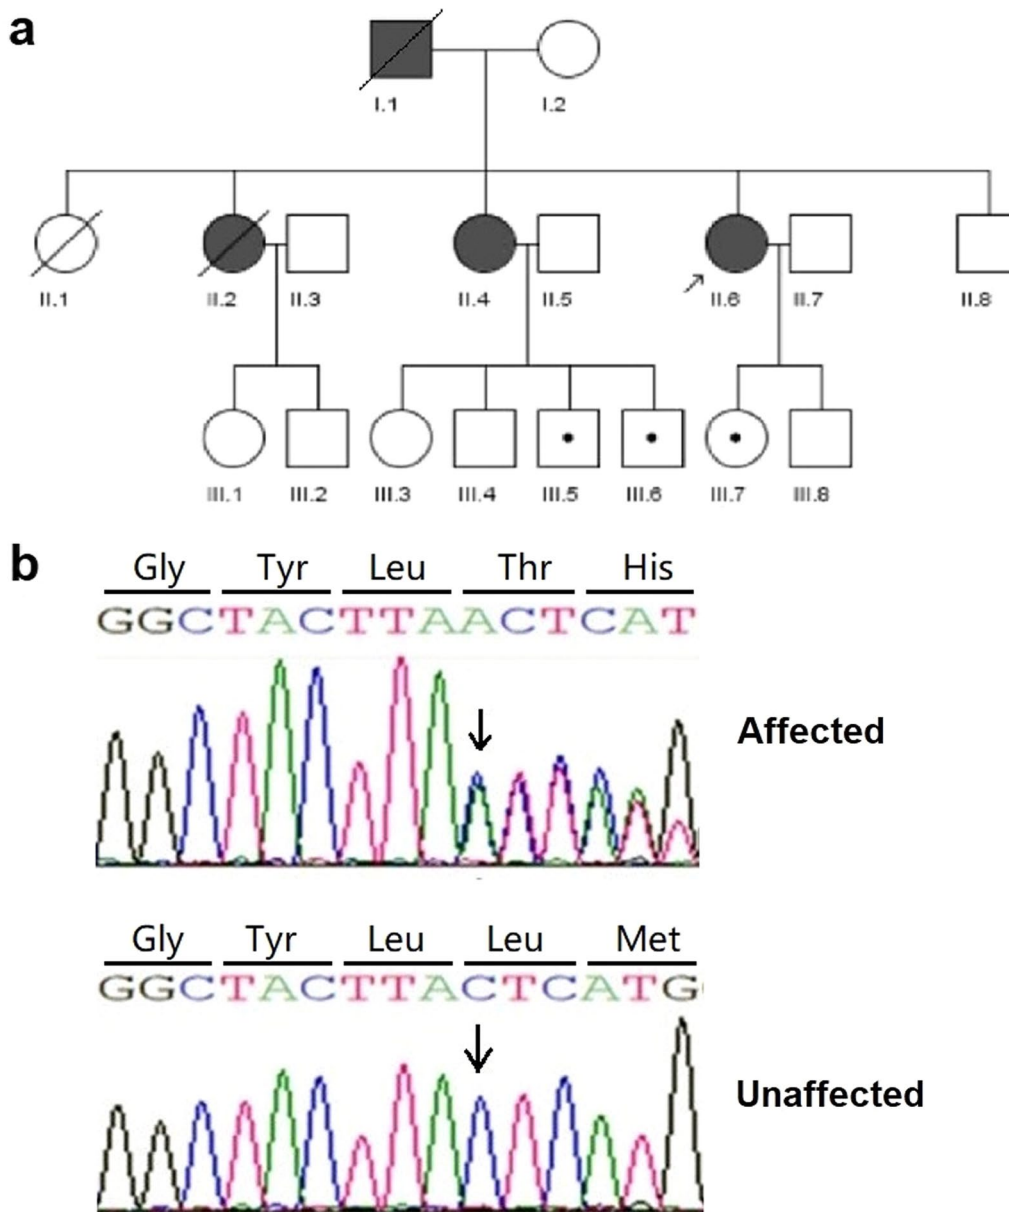 a
I.1 I.2
II.1 II.2 II.3 II.4 II.5 II.6 II.7 II.8
III.1 III.2 III.3 III.4 III.5 III.6 III.7 III.8
b
Gly Tyr Leu Thr His
GGCTACTTAACTCAT
Affected
Gly Tyr Leu Leu Met
GGCTACTTACTCATG
Unaffected